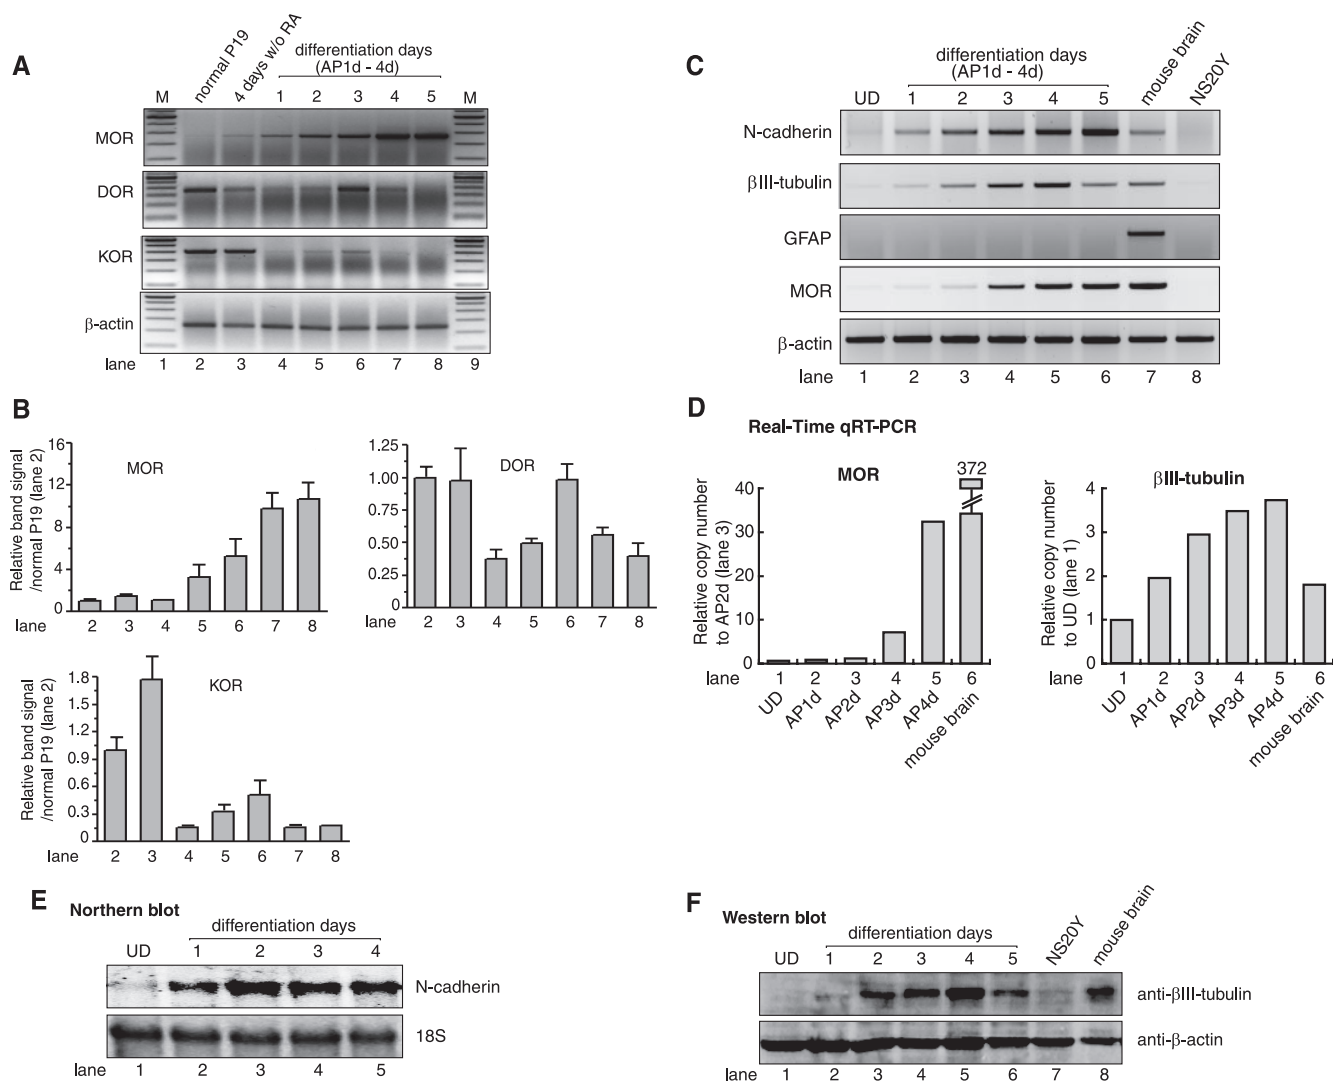 A
normal P19
4 days w/o RA
differentiation days
(AP1d - 4d)
M 1 2 3 4 5 M
MOR
DOR
KOR
β-actin
lane 1 2 3 4 5 6 7 8 9
B
Relative band signal
/normal P19 (lane 2)
MOR
16
12
8
4
0
lane 2 3 4 5 6 7 8
DOR
1.25
1.00
0.75
0.50
0.25
0
lane 2 3 4 5 6 7 8
Relative band signal
/normal P19 (lane 2)
KOR
1.8
1.5
1.2
0.9
0.6
0.3
0
lane 2 3 4 5 6 7 8
C
differentiation days
(AP1d - 4d)
UD 1 2 3 4 5 mouse brain NS20Y
N-cadherin
βIII-tubulin
GFAP
MOR
β-actin
lane 1 2 3 4 5 6 7 8
D
Real-Time qRT-PCR
MOR
372
Relative copy number
to AP2d (lane 3)
40
30
20
10
0
lane 1 2 3 4 5 6
UD AP1d AP2d AP3d AP4d mouse brain
βIII-tubulin
Relative copy number
to UD (lane 1)
4
3
2
1
0
lane 1 2 3 4 5 6
UD AP1d AP2d AP3d AP4d mouse brain
E
Northern blot
differentiation days
UD 1 2 3 4
N-cadherin
18S
lane 1 2 3 4 5
F
Western blot
differentiation days
UD 1 2 3 4 5 NS20Y mouse brain
anti-βIII-tubulin
anti-β-actin
lane 1 2 3 4 5 6 7 8